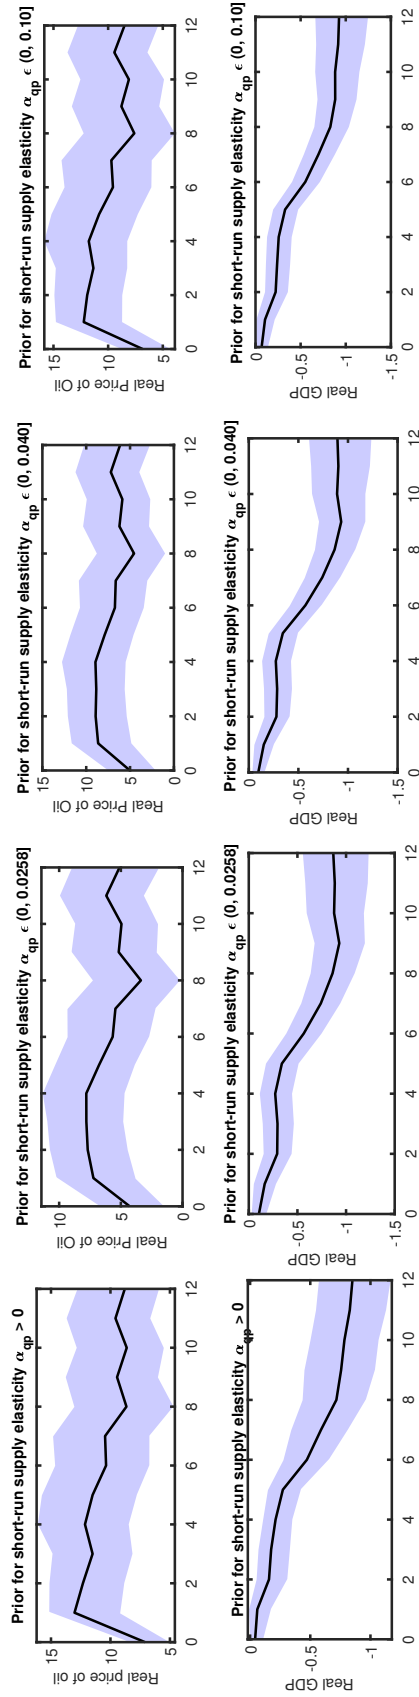 Prior for short-run supply elasticity α_qp > 0
Real price of oil
15
10
5
0 2 4 6 8 10 12
Prior for short-run supply elasticity α_qp ϵ (0, 0.0258]
Real Price of Oil
10
5
0
0 2 4 6 8 10 12
Prior for short-run supply elasticity α_qp ϵ (0, 0.040]
Real Price of Oil
15
10
5
0
0 2 4 6 8 10 12
Prior for short-run supply elasticity α_qp ϵ (0, 0.10]
Real Price of Oil
15
10
5
0 2 4 6 8 10 12
Prior for short-run supply elasticity α_qp > 0
Real GDP
0
-0.5
-1
0 2 4 6 8 10 12
Prior for short-run supply elasticity α_qp ϵ (0, 0.0258]
Real GDP
0
-0.5
-1
-1.5
0 2 4 6 8 10 12
Prior for short-run supply elasticity α_qp ϵ (0, 0.040]
Real GDP
0
-0.5
-1
-1.5
0 2 4 6 8 10 12
Prior for short-run supply elasticity α_qp ϵ (0, 0.10]
Real GDP
0
-0.5
-1
-1.5
0 2 4 6 8 10 12